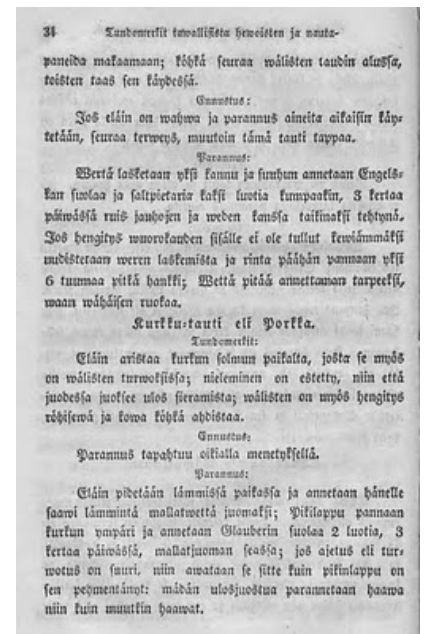 34 Tundomerkit tawallisista hewoisten ja nauta-
paneida makaamaan; köhkä seuraa wälisten taudin alussa,
toisten taas sen käydessä.
Ennustus:
Jos eläin on wahwa ja parannus aineita aikaisin käy-
tetään, seuraa terweys, muutoin tämä tauti tappaa.
Parannus:
Wertä lasketaan yksi kannu ja suuhun annetaan Engels-
kan suolaa ja saltpietaria kaksi luotia kumpaakin, 3 kertaa
päiwässä ruis jauhojen ja weden kanssa taikinaksi tehtynä.
Jos hengitys wuorokauden sisälle ei ole tullut kewiämmäksi
uudistetaan weren laskemista ja rinta päähän pannaan yksi
6 tuumaa pitkä hankki; Wettä pitää annettaman tarpeeksi,
waan wähäisen ruokaa.
Kurkku-tauti eli Porkka.
Tundomerkit:
Eläin aristaa kurkun solmun paikalta, josta se myös
on wälisten turwoksissa; nieleminen on estetty, niin että
juodessa juoksee ulos sieramista; wälisten on myös hengitys
röhisewä ja kowa köhkä ahdistaa.
Ennustus:
Parannus tapahtuu oikialla menetyksellä.
Parannus:
Eläin pidetään lämmissä paikassa ja annetaan hänelle
saawi lämmintä mallatwettä juomaksi; Pikilappu pannaan
kurkun ympäri ja annetaan Glauberin suolaa 2 luotia, 3
kertaa päiwässä, mallatjuoman seassa; jos ajetus eli tur-
wotus on suuri, niin awataan se sitte kuin pikinlappu on
sen pehmentänyt: mädän ulosjuostua parannetaan haawa
niin kuin muutkin haawat.